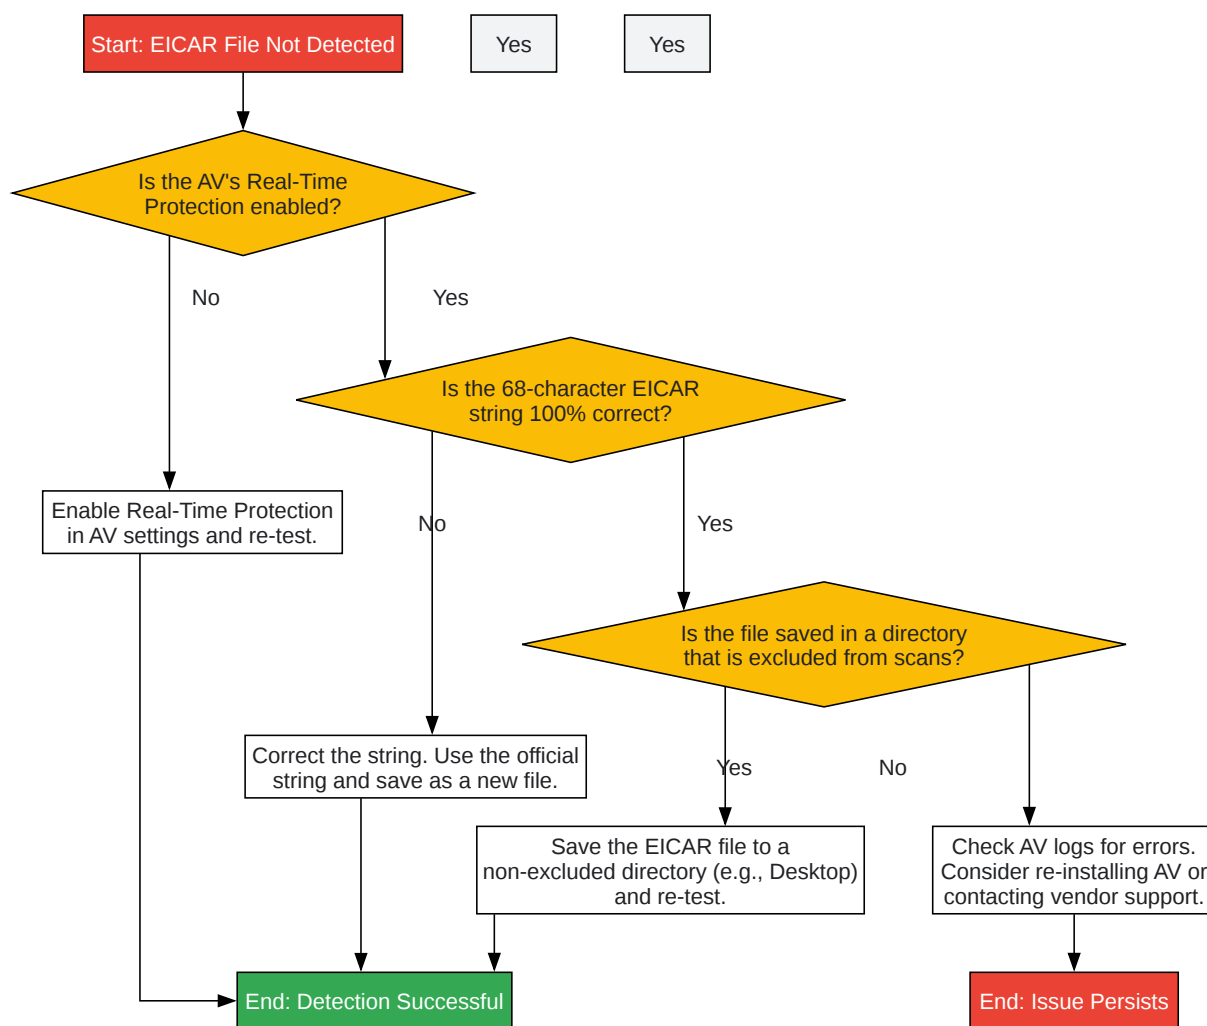 Start: EICAR File Not Detected
Yes
Yes
Is the AV's Real-Time
Protection enabled?
No
Yes
Is the 68-character EICAR
string 100% correct?
Enable Real-Time Protection
in AV settings and re-test.
No
Yes
Is the file saved in a directory
that is excluded from scans?
Correct the string. Use the official
string and save as a new file.
Yes
No
Save the EICAR file to a
non-excluded directory (e.g., Desktop)
and re-test.
Check AV logs for errors.
Consider re-installing AV or
contacting vendor support.
End: Detection Successful
End: Issue Persists